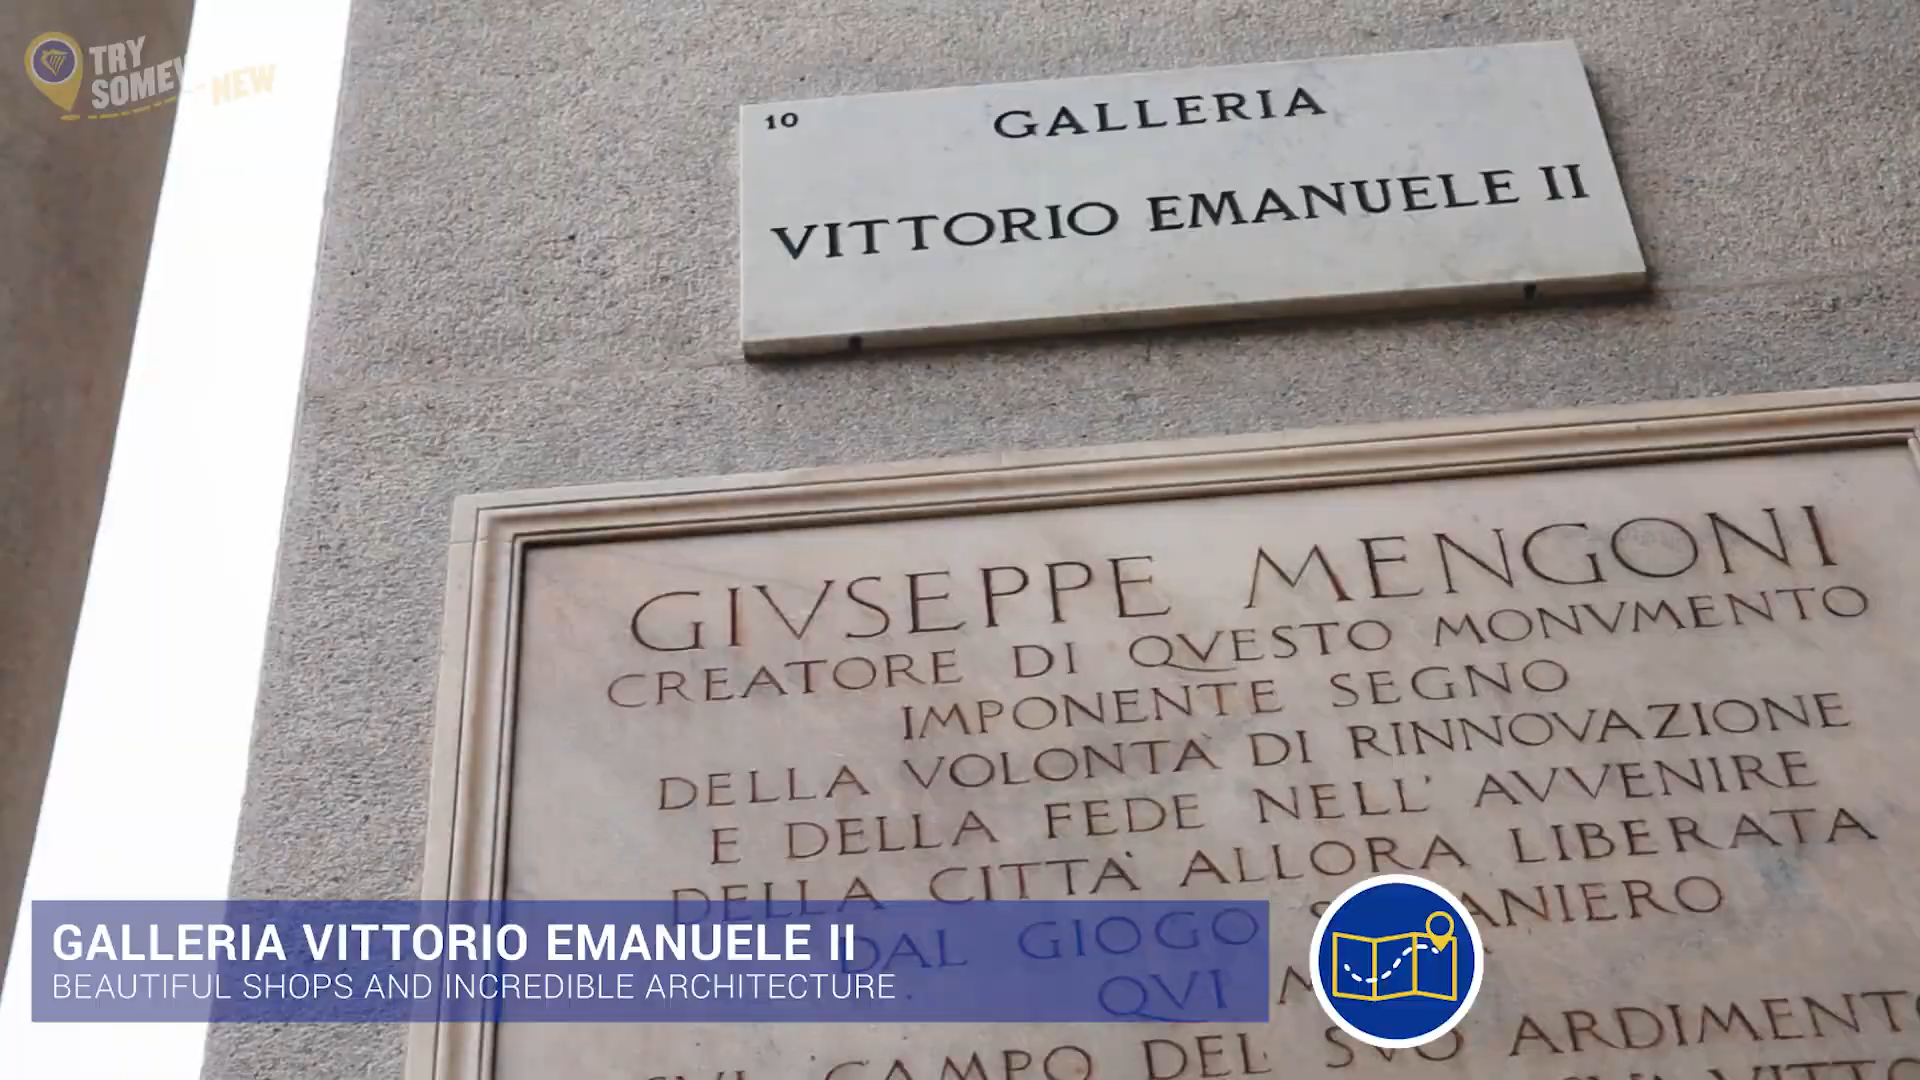 TRY
NEW
10
GALLERIA
VITTORIO EMANUELE II
GIVSEPPE MENGONI
CREATORE DI QVESTO MONVMENTO
IMPONENTE SEGNO
DELLA VOLONTA' DI RINNOVAZIONE
E DELLA FEDE NELL' AVVENIRE
DELLA CITTA' ALLORA LIBERATA
DAL GIOGO
QVI
CAMPO DEL SVO ARDIMENTO
GALLERIA VITTORIO EMANUELE II
BEAUTIFUL SHOPS AND INCREDIBLE ARCHITECTURE